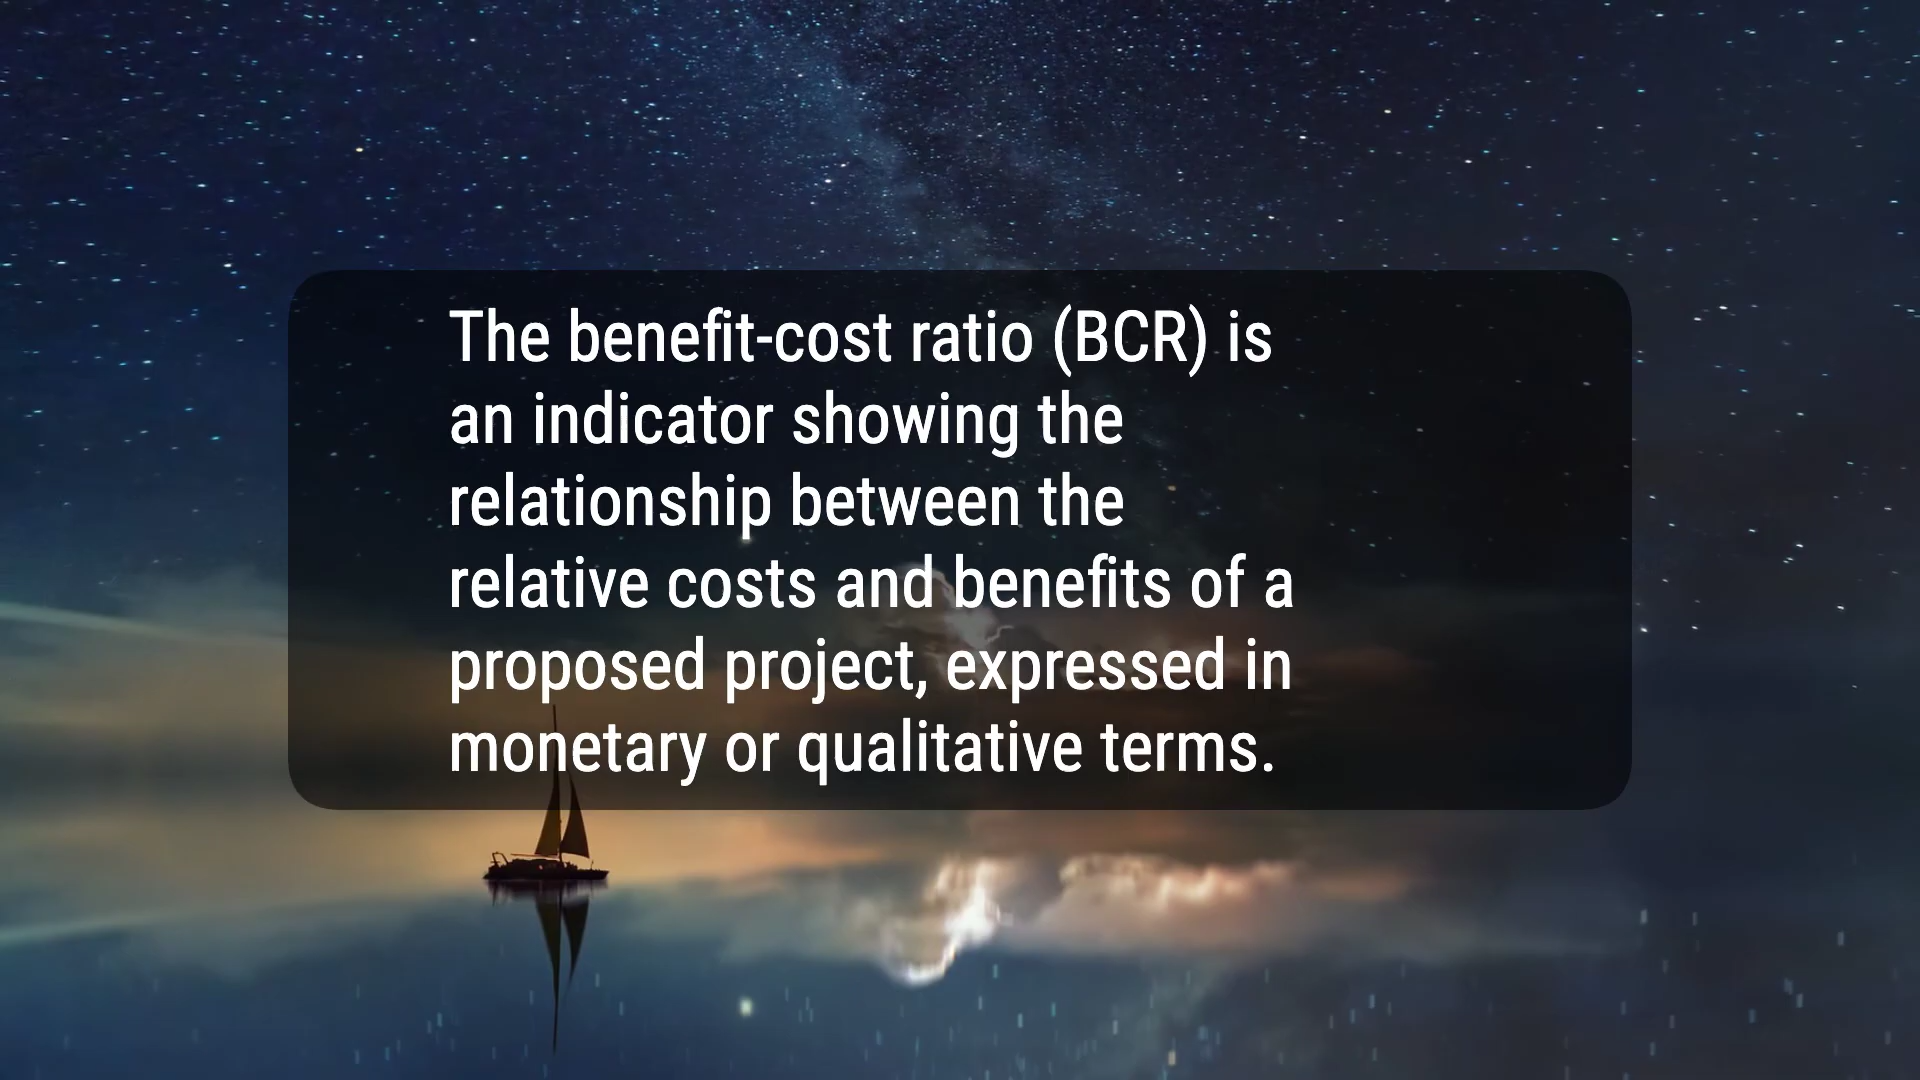 The benefit-cost ratio (BCR) is
an indicator showing the
relationship between the
relative costs and benefits of a
proposed project, expressed in
monetary or qualitative terms.